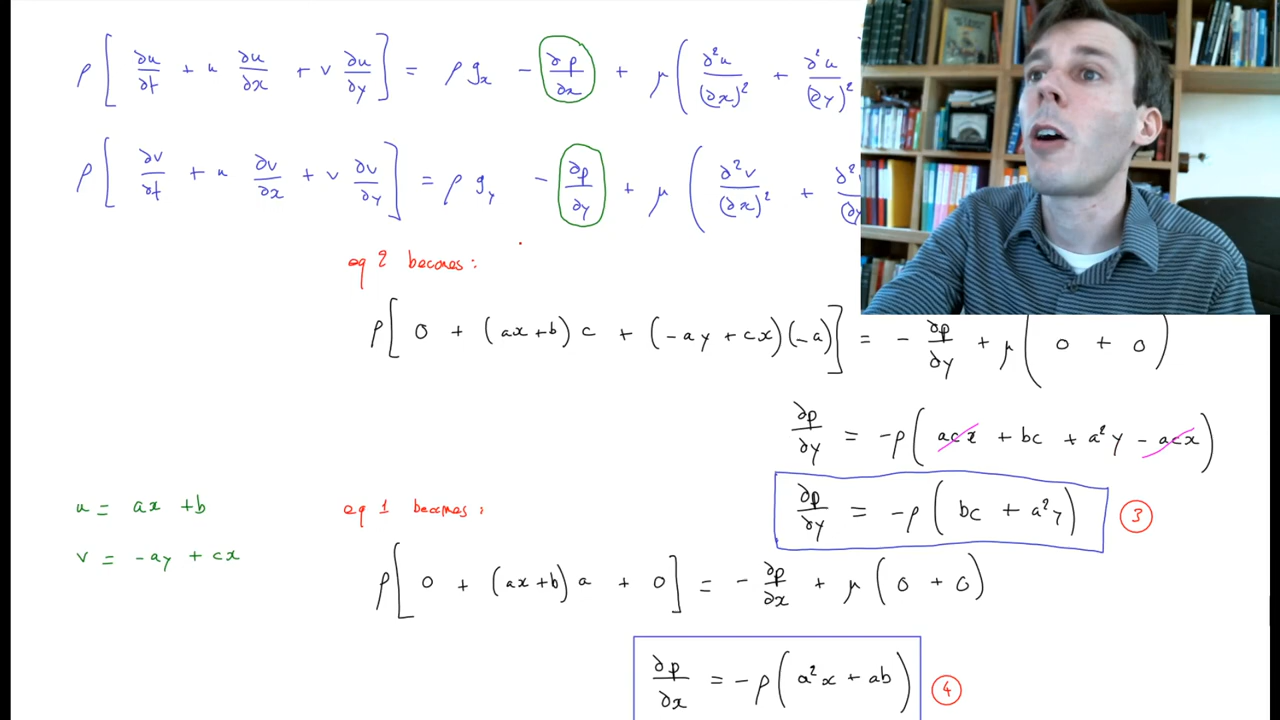 ρ[∂u/∂t + u ∂u/∂x + v ∂u/∂y] = ρ gx − ∂p/∂x + μ(∂²u/(∂x)² + ∂²u/(∂y)²
ρ[∂v/∂t + u ∂v/∂x + v ∂v/∂y] = ρ gy − ∂p/∂y + μ(∂²v/(∂x)² +
eq 2 becomes:
ρ[0 + (ax+b)c + (−ay + cx)(−a)] = −∂p/∂y + μ(0 + 0)
∂p/∂y = −ρ(acx + bc + a²y − acx)
∂p/∂y = −ρ(bc + a²y) 3
u = ax + b
v = −ay + cx
eq 1 becomes:
ρ[0 + (ax+b)a + 0] = −∂p/∂x + μ(0 + 0)
∂p/∂x = −ρ(a²x + ab) 4